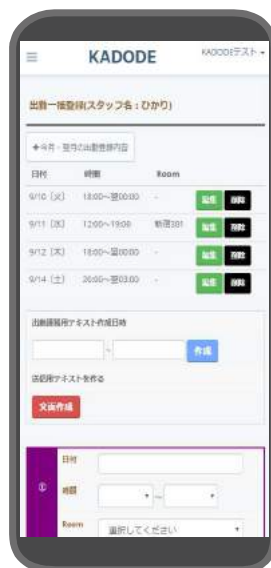 KADODE
KADODEテスト
出勤一括登録(スタッフ名:ひかり)
+今月・翌月の出勤登録内容
日付 時間 Room
9/10 (火) 18:00~翌00:00 - 編集 削除
9/11 (水) 12:00~19:00 新宿301 編集 削除
9/12 (木) 18:00~翌00:00 - 編集 削除
9/14 (土) 20:00~翌03:00 - 編集 削除
出勤調整用テキスト作成日時
~ 作成
送信用テキストを作る
文面作成
①
日付
時間 ~
Room 選択してください